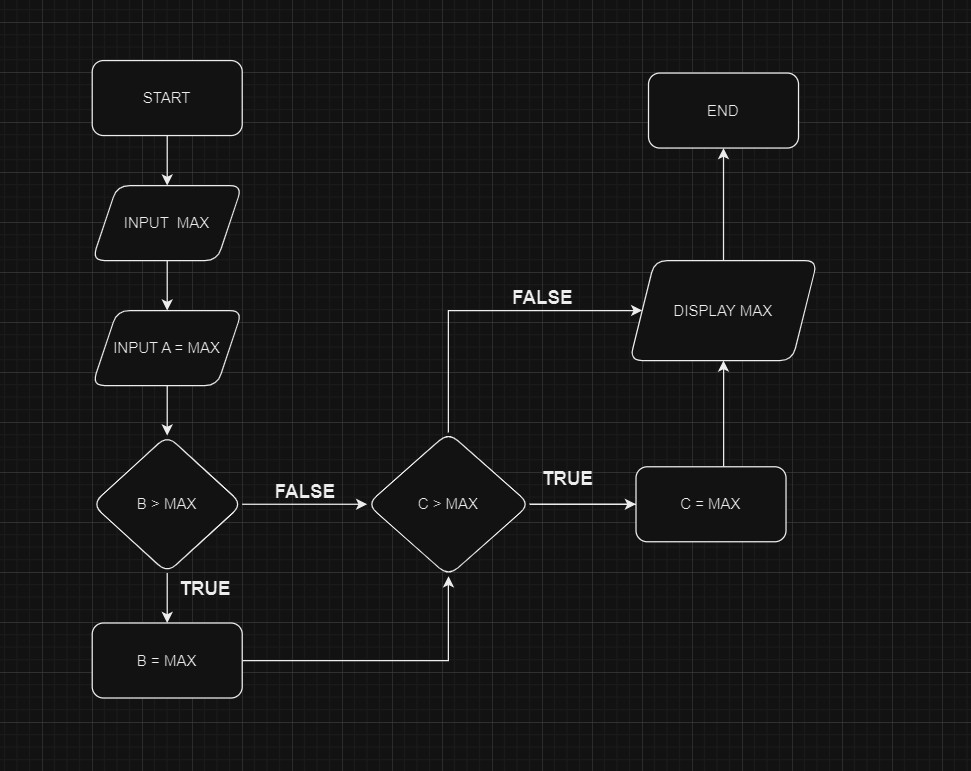 START
INPUT  MAX
INPUT A = MAX
B > MAX
FALSE
TRUE
B = MAX
C > MAX
FALSE
TRUE
C = MAX
DISPLAY MAX
END